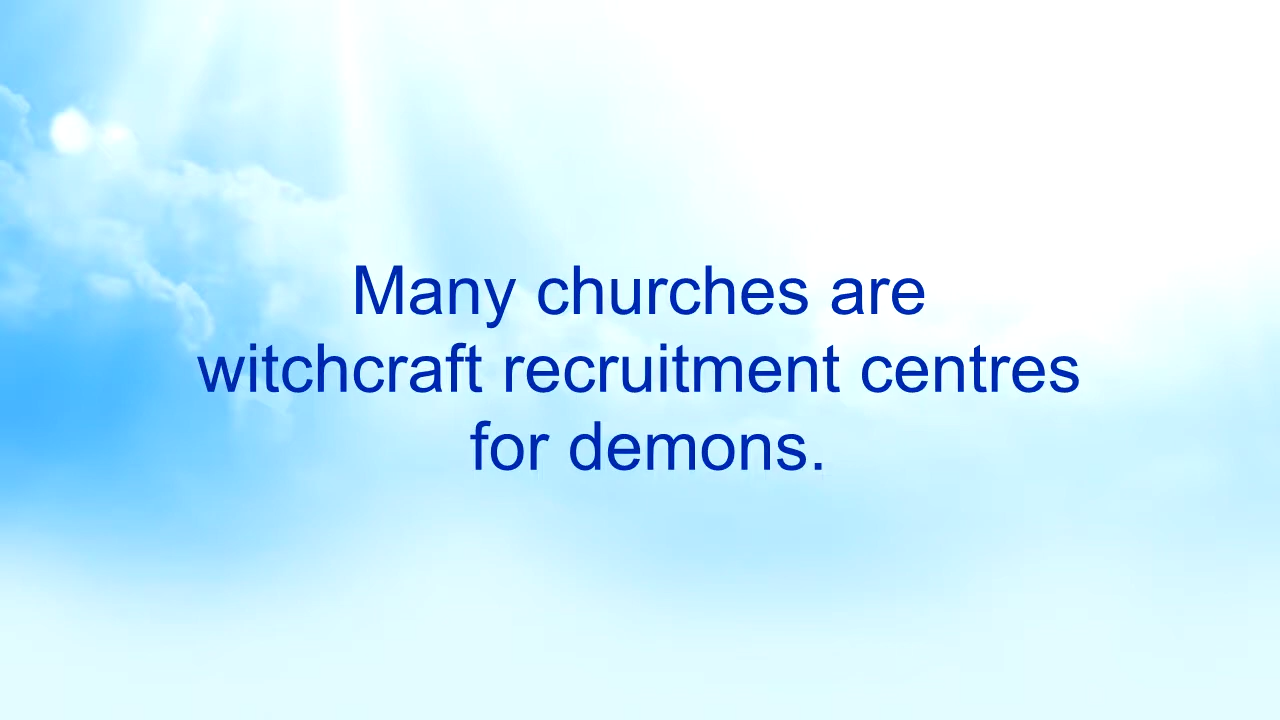 Many churches are
witchcraft recruitment centres
for demons.